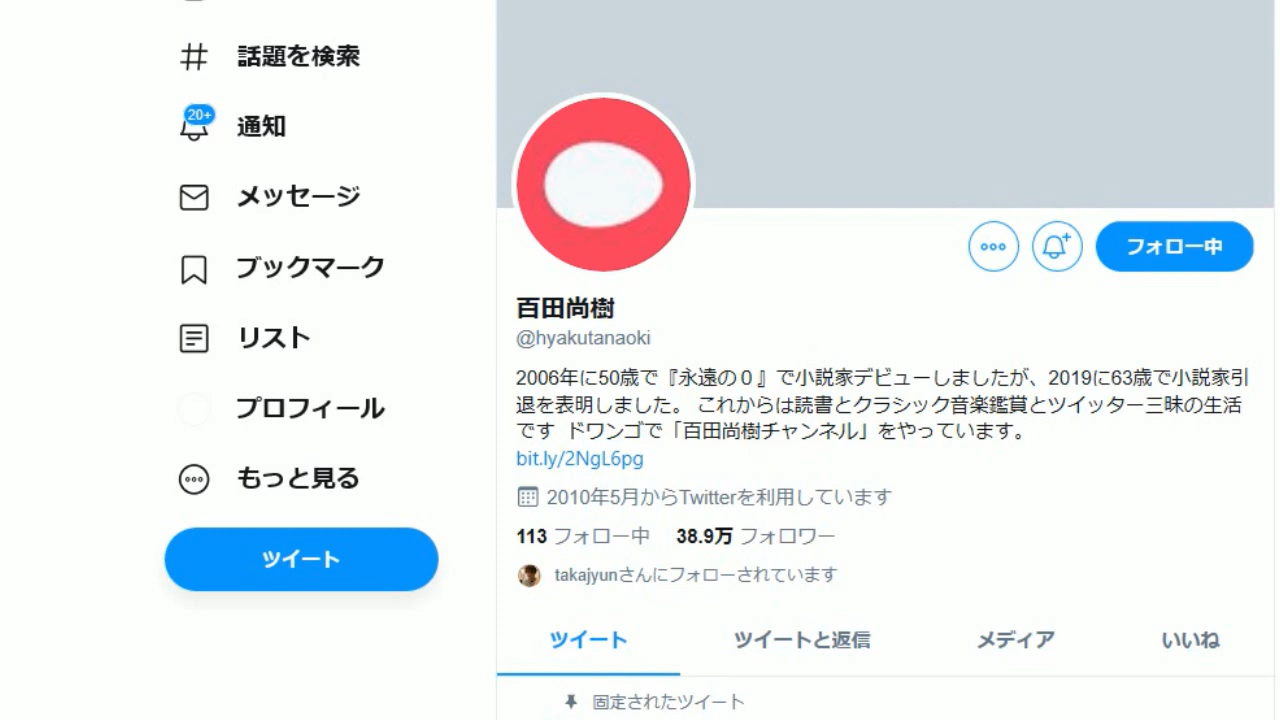 話題を検索
20+
通知
メッセージ
ブックマーク
リスト
プロフィール
もっと見る
ツイート
フォロー中
百田尚樹
@hyakutanaoki
2006年に50歳で『永遠の０』で小説家デビューしましたが、2019に63歳で小説家引
退を表明しました。 これからは読書とクラシック音楽鑑賞とツイッター三昧の生活
です ドワンゴで「百田尚樹チャンネル」をやっています。
bit.ly/2NgL6pg
2010年5月からTwitterを利用しています
113 フォロー中 38.9万 フォロワー
takajyunさんにフォローされています
ツイート ツイートと返信 メディア いいね
固定されたツイート